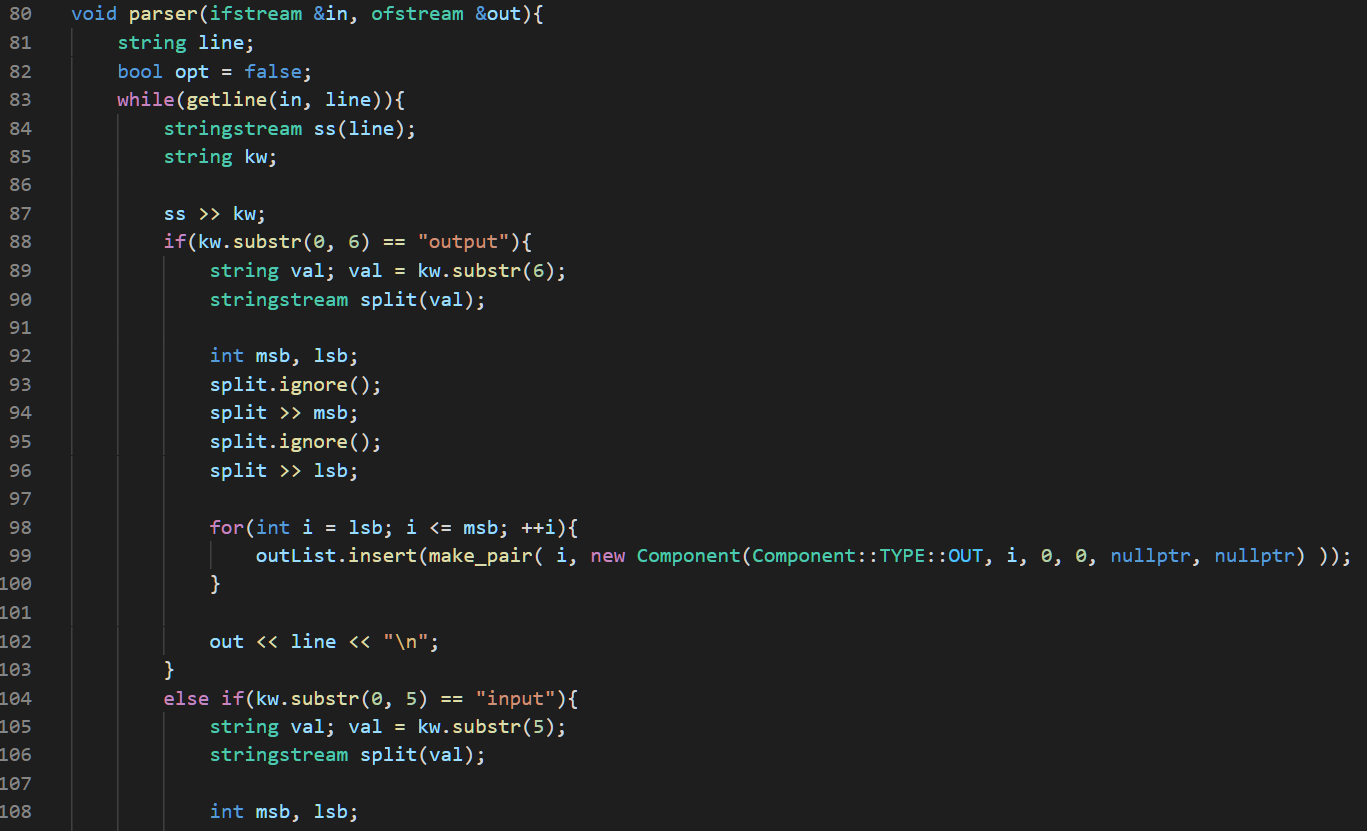 80 void parser(ifstream &in, ofstream &out){
81     string line;
82     bool opt = false;
83     while(getline(in, line)){
84         stringstream ss(line);
85         string kw;
86
87         ss >> kw;
88         if(kw.substr(0, 6) == "output"){
89             string val; val = kw.substr(6);
90             stringstream split(val);
91
92             int msb, lsb;
93             split.ignore();
94             split >> msb;
95             split.ignore();
96             split >> lsb;
97
98             for(int i = lsb; i <= msb; ++i){
99                 outList.insert(make_pair( i, new Component(Component::TYPE::OUT, i, 0, 0, nullptr, nullptr) ));
100             }
101
102             out << line << "\n";
103         }
104         else if(kw.substr(0, 5) == "input"){
105             string val; val = kw.substr(5);
106             stringstream split(val);
107
108             int msb, lsb;